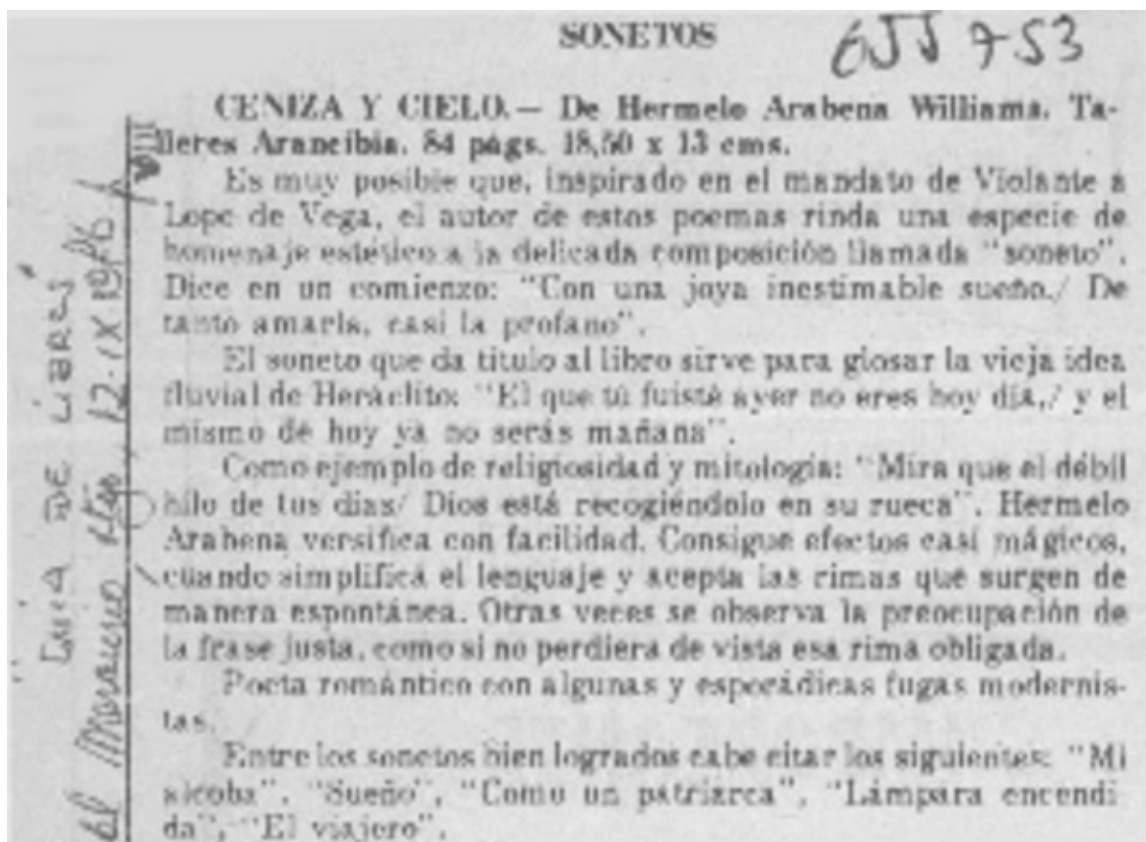 SONETOS
655 753
CENIZA Y CIELO.— De Hermelo Arabena Williams. Ta-
lleres Arancibia. 84 págs. 18,50 x 13 cms.
Es muy posible que, inspirado en el mandato de Violante a
Lope de Vega, el autor de estos poemas rinda una especie de
homenaje estético a la delicada composición llamada "soneto".
Dice en un comienzo: "Con una joya inestimable sueño./ De
tanto amarla, casi la profano".
El soneto que da título al libro sirve para glosar la vieja idea
fluvial de Heráclito: "El que tú fuiste ayer no eres hoy día,/ y el
mismo de hoy ya no serás mañana".
Como ejemplo de religiosidad y mitología: "Mira que el débil
hilo de tus días/ Dios está recogiéndolo en su rueca". Hermelo
Arabena versifica con facilidad. Consigue efectos casi mágicos,
cuando simplifica el lenguaje y acepta las rimas que surgen de
manera espontánea. Otras veces se observa la preocupación de
la frase justa, como si no perdiera de vista esa rima obligada.
Poeta romántico con algunas y esporádicas fugas modernis-
tas.
Entre los sonetos bien logrados cabe citar los siguientes: "Mi
alcoba", "Sueño", "Como un patriarca", "Lámpara encendi-
da", "El viajero".
GUIA DE LIBROS
El Mercurio Stgo, 12-IX-1976